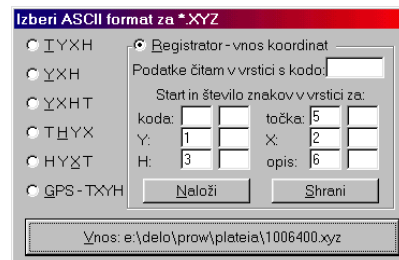 Izberi ASCII format za *.XYZ
TYXH
YXH
YXHT
THYX
HYXT
GPS - TXYH
Registrator - vnos koordinat
Podatke čitam v vrstici s kodo:
Start in število znakov v vrstici za:
koda: točka: 5
Y: 1 X: 2
H: 3 opis: 6
Naloži Shrani
Vnos: e:\delo\prow\plateia\1006400.xyz